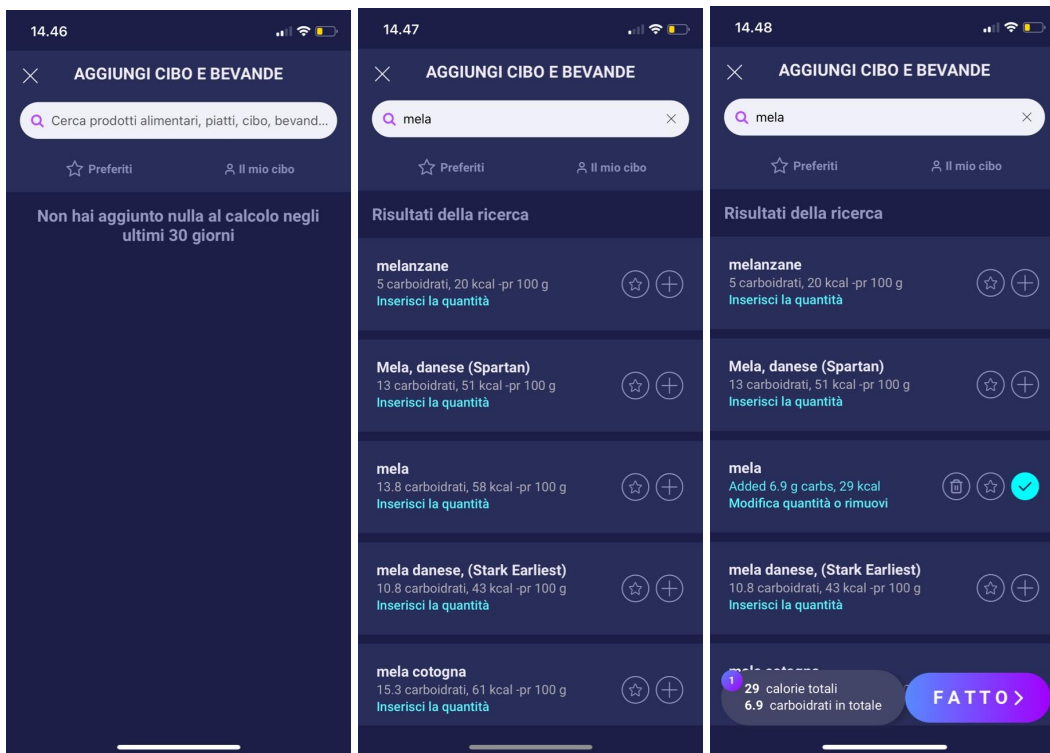 14.46
AGGIUNGI CIBO E BEVANDE
Cerca prodotti alimentari, piatti, cibo, bevand...
Preferiti
Il mio cibo
Non hai aggiunto nulla al calcolo negli
ultimi 30 giorni
14.47
AGGIUNGI CIBO E BEVANDE
mela
Preferiti
Il mio cibo
Risultati della ricerca
melanzane
5 carboidrati, 20 kcal -pr 100 g
Inserisci la quantità
Mela, danese (Spartan)
13 carboidrati, 51 kcal -pr 100 g
Inserisci la quantità
mela
13.8 carboidrati, 58 kcal -pr 100 g
Inserisci la quantità
mela danese, (Stark Earliest)
10.8 carboidrati, 43 kcal -pr 100 g
Inserisci la quantità
mela cotogna
15.3 carboidrati, 61 kcal -pr 100 g
Inserisci la quantità
14.48
AGGIUNGI CIBO E BEVANDE
mela
Preferiti
Il mio cibo
Risultati della ricerca
melanzane
5 carboidrati, 20 kcal -pr 100 g
Inserisci la quantità
Mela, danese (Spartan)
13 carboidrati, 51 kcal -pr 100 g
Inserisci la quantità
mela
Added 6.9 g carbs, 29 kcal
Modifica quantità o rimuovi
mela danese, (Stark Earliest)
10.8 carboidrati, 43 kcal -pr 100 g
Inserisci la quantità
mela cotogna
1
29 calorie totali
6.9 carboidrati in totale
FATTO